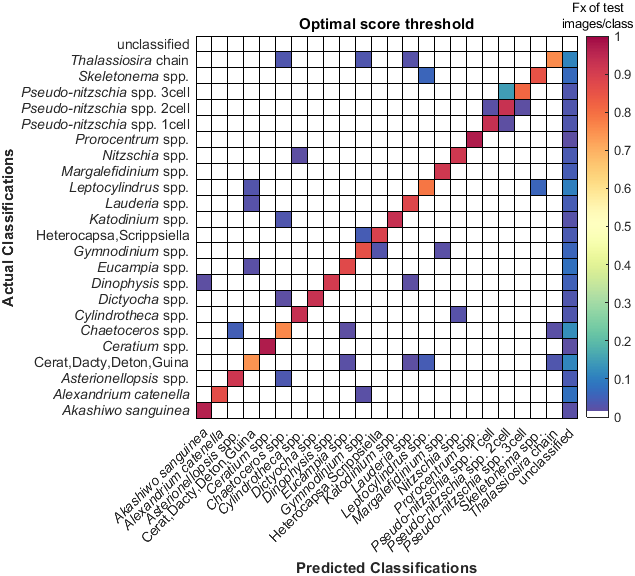 Optimal score threshold
Fx of test
images/class
Actual Classifications
unclassified
Thalassiosira chain
Skeletonema spp.
Pseudo-nitzschia spp. 3cell
Pseudo-nitzschia spp. 2cell
Pseudo-nitzschia spp. 1cell
Prorocentrum spp.
Nitzschia spp.
Margalefidinium spp.
Leptocylindrus spp.
Lauderia spp.
Katodinium spp.
Heterocapsa,Scrippsiella
Gymnodinium spp.
Eucampia spp.
Dinophysis spp.
Dictyocha spp.
Cylindrotheca spp.
Chaetoceros spp.
Ceratium spp.
Cerat,Dacty,Deton,Guina
Asterionellopsis spp.
Alexandrium catenella
Akashiwo sanguinea
1
0.9
0.8
0.7
0.6
0.5
0.4
0.3
0.2
0.1
0
Akashiwo sanguinea
Alexandrium catenella
Asterionellopsis spp.
Cerat,Dacty,Deton,Guina
Ceratium spp.
Chaetoceros spp.
Cylindrotheca spp.
Dictyocha spp.
Dinophysis spp.
Eucampia spp.
Gymnodinium spp.
Heterocapsa,Scrippsiella
Katodinium spp.
Lauderia spp.
Leptocylindrus spp.
Margalefidinium spp.
Nitzschia spp.
Prorocentrum spp.
Pseudo-nitzschia spp. 1cell
Pseudo-nitzschia spp. 2cell
Pseudo-nitzschia spp. 3cell
Skeletonema spp.
Thalassiosira chain
unclassified
Predicted Classifications